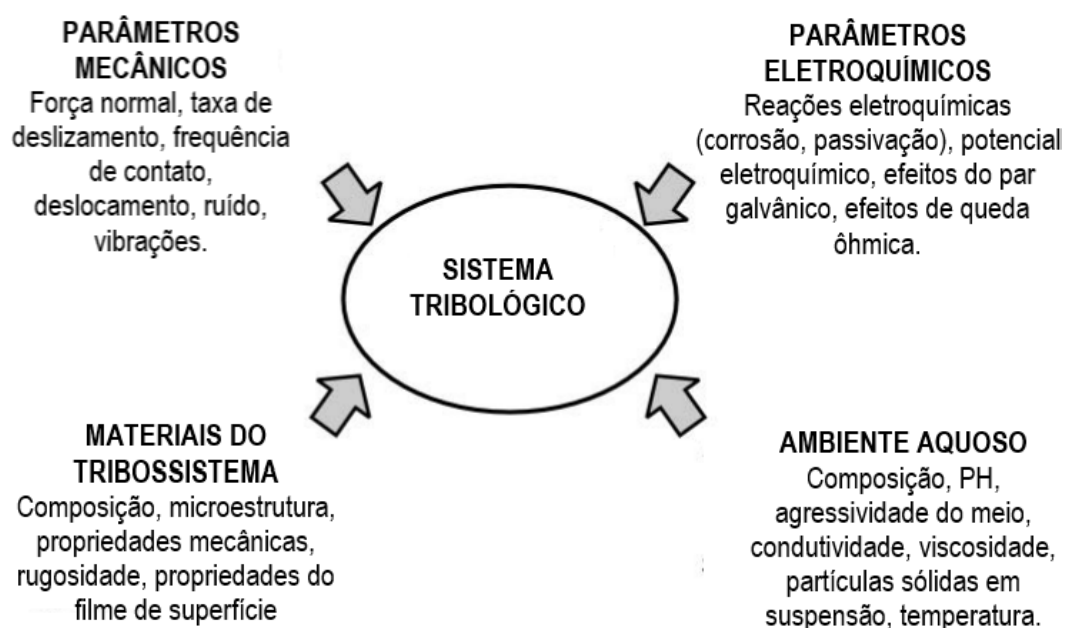 PARÂMETROS
MECÂNICOS
Força normal, taxa de
deslizamento, frequência
de contato,
deslocamento, ruído,
vibrações.
PARÂMETROS
ELETROQUÍMICOS
Reações eletroquímicas
(corrosão, passivação), potencial
eletroquímico, efeitos do par
galvânico, efeitos de queda
ôhmica.
SISTEMA
TRIBOLÓGICO
MATERIAIS DO
TRIBOSSISTEMA
Composição, microestrutura,
propriedades mecânicas,
rugosidade, propriedades do
filme de superfície
AMBIENTE AQUOSO
Composição, PH,
agressividade do meio,
condutividade, viscosidade,
partículas sólidas em
suspensão, temperatura.